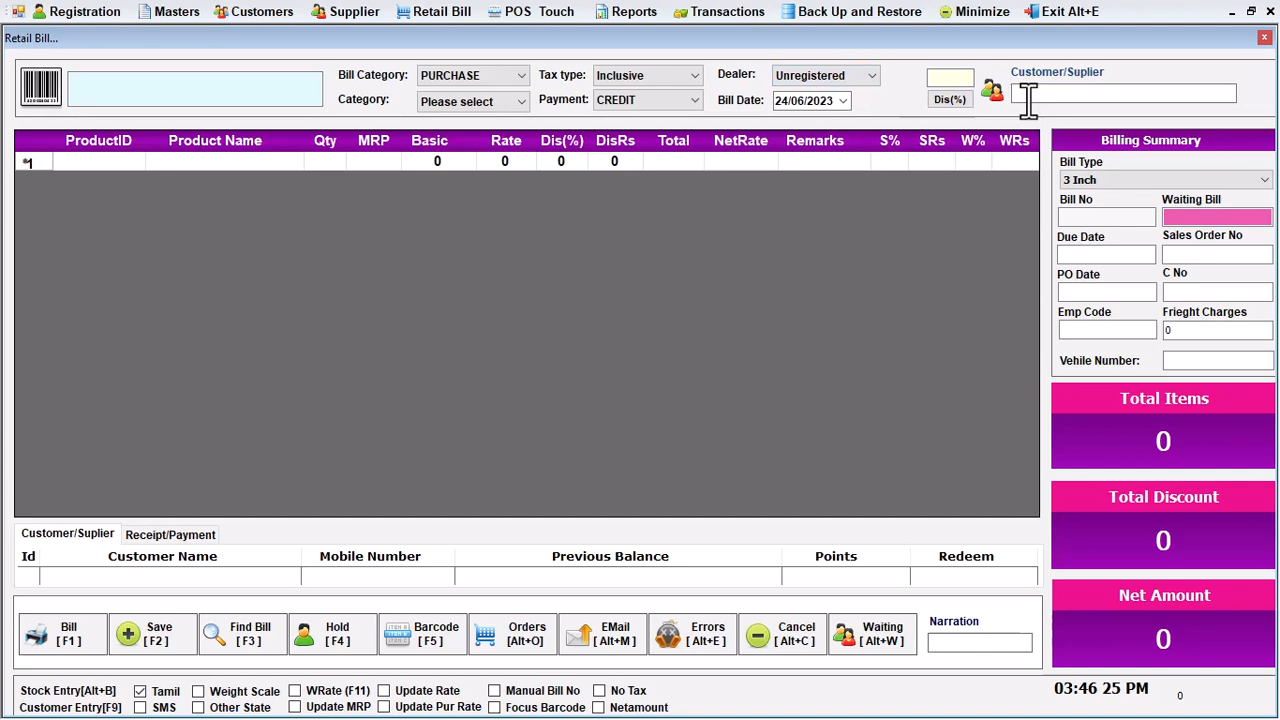 Registration Masters Customers Supplier Retail Bill POS Touch Reports Transactions Back Up and Restore Minimize Exit Alt+E
Retail Bill...
Bill Category: PURCHASE Tax type: Inclusive Dealer: Unregistered Customer/Suplier
Category: Please select Payment: CREDIT Bill Date: 24/06/2023 Dis(%)
ProductID Product Name Qty MRP Basic Rate Dis(%) DisRs Total NetRate Remarks S% SRs W% WRs
*1 0 0 0 0
Billing Summary
Bill Type
3 Inch
Bill No Waiting Bill
Due Date Sales Order No
PO Date C No
Emp Code Frieght Charges
0
Vehile Number:
Total Items
0
Total Discount
0
Net Amount
0
Customer/Suplier Receipt/Payment
Id Customer Name Mobile Number Previous Balance Points Redeem
Bill [F1] Save [F2] Find Bill [F3] Hold [F4] Barcode [F5] Orders [Alt+O] EMail [Alt+M] Errors [Alt+E] Cancel [Alt+C] Waiting [Alt+W] Narration
Stock Entry[Alt+B] Tamil Weight Scale WRate (F11) Update Rate Manual Bill No No Tax
Customer Entry[F9] SMS Other State Update MRP Update Pur Rate Focus Barcode Netamount
03:46 25 PM 0